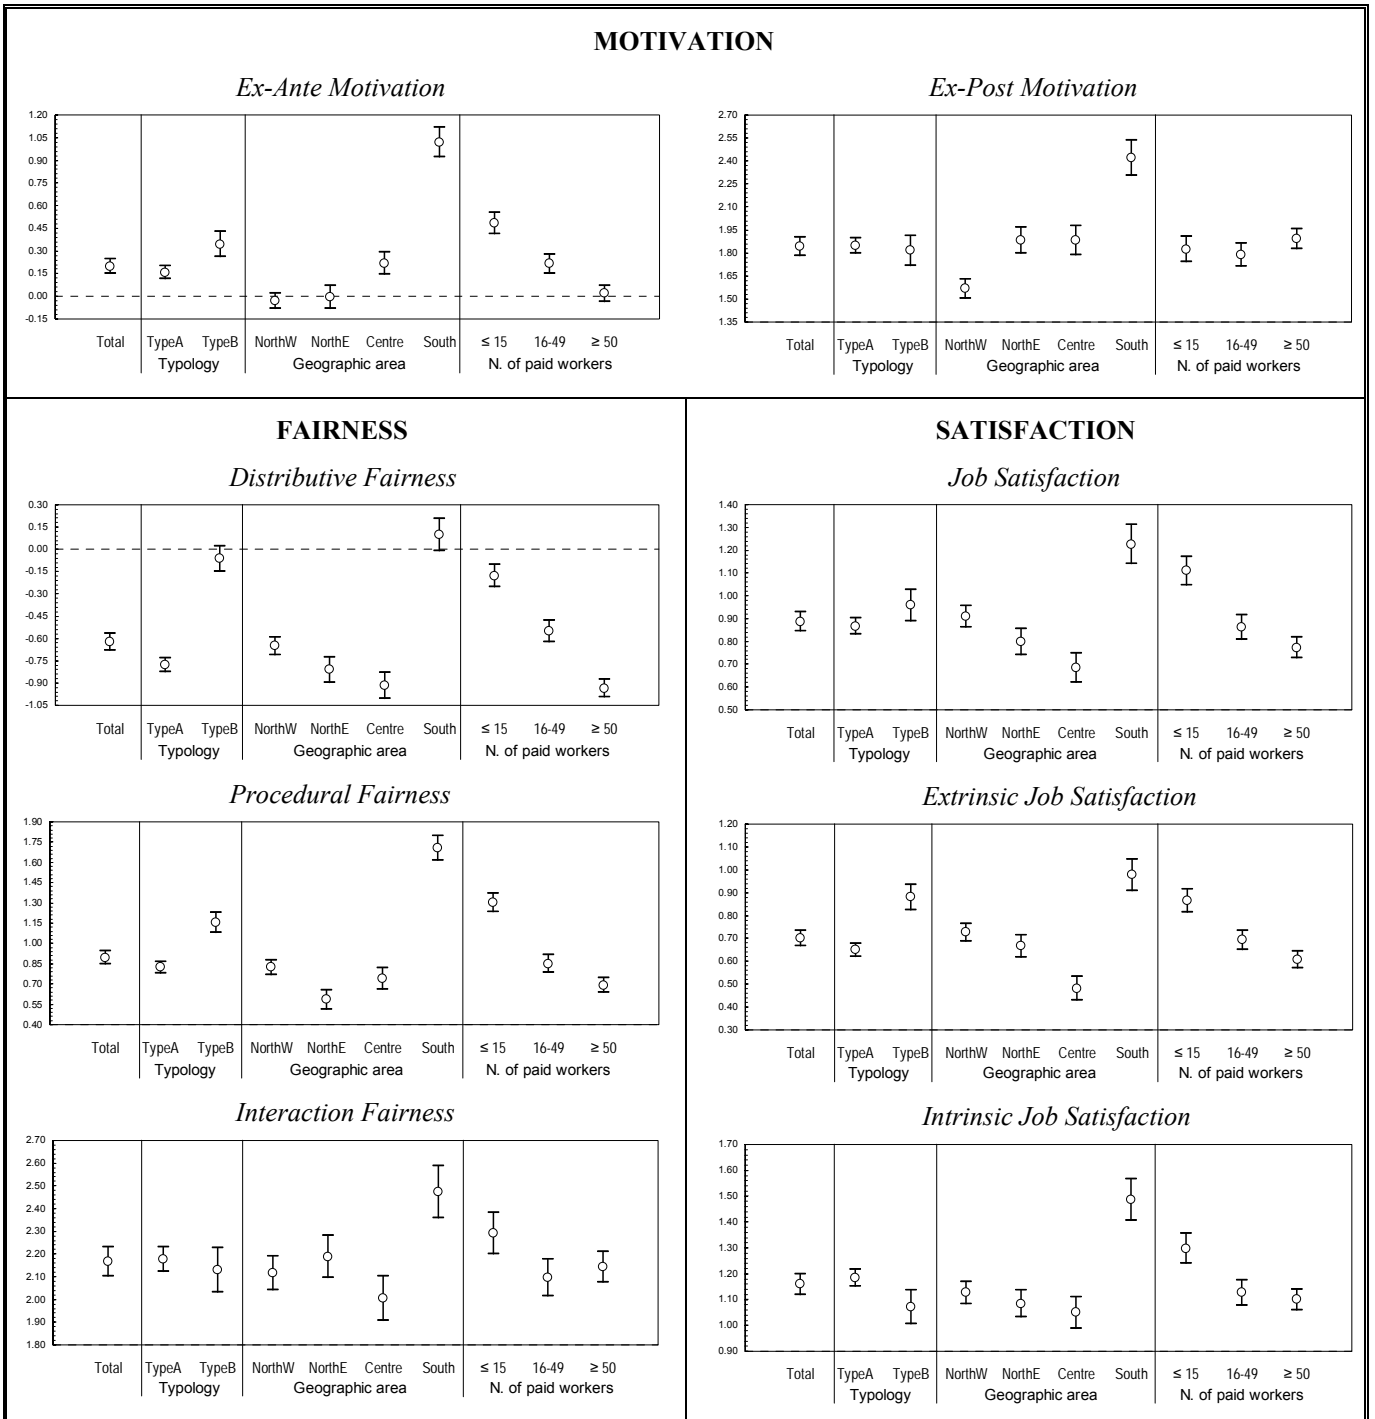 MOTIVATION
Ex-Ante Motivation
1.20
1.05
0.90
0.75
0.60
0.45
0.30
0.15
0.00
-0.15
Total TypeA TypeB NorthW NorthE Centre South ≤ 15 16-49 ≥ 50
Typology Geographic area N. of paid workers
Ex-Post Motivation
2.70
2.55
2.40
2.25
2.10
1.95
1.80
1.65
1.50
1.35
Total TypeA TypeB NorthW NorthE Centre South ≤ 15 16-49 ≥ 50
Typology Geographic area N. of paid workers
FAIRNESS
Distributive Fairness
0.30
0.15
0.00
-0.15
-0.30
-0.45
-0.60
-0.75
-0.90
-1.05
Total TypeA TypeB NorthW NorthE Centre South ≤ 15 16-49 ≥ 50
Typology Geographic area N. of paid workers
Procedural Fairness
1.90
1.75
1.60
1.45
1.30
1.15
1.00
0.85
0.70
0.55
0.40
Total TypeA TypeB NorthW NorthE Centre South ≤ 15 16-49 ≥ 50
Typology Geographic area N. of paid workers
Interaction Fairness
2.70
2.60
2.50
2.40
2.30
2.20
2.10
2.00
1.90
1.80
Total TypeA TypeB NorthW NorthE Centre South ≤ 15 16-49 ≥ 50
Typology Geographic area N. of paid workers
SATISFACTION
Job Satisfaction
1.40
1.30
1.20
1.10
1.00
0.90
0.80
0.70
0.60
0.50
Total TypeA TypeB NorthW NorthE Centre South ≤ 15 16-49 ≥ 50
Typology Geographic area N. of paid workers
Extrinsic Job Satisfaction
1.20
1.10
1.00
0.90
0.80
0.70
0.60
0.50
0.40
0.30
Total TypeA TypeB NorthW NorthE Centre South ≤ 15 16-49 ≥ 50
Typology Geographic area N. of paid workers
Intrinsic Job Satisfaction
1.70
1.60
1.50
1.40
1.30
1.20
1.10
1.00
0.90
Total TypeA TypeB NorthW NorthE Centre South ≤ 15 16-49 ≥ 50
Typology Geographic area N. of paid workers